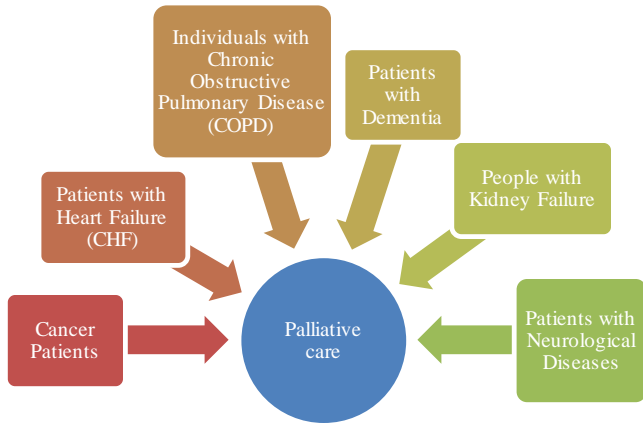 Individuals with
Chronic
Obstructive
Pulmonary Disease
(COPD)
Patients
with
Dementia
Patients with
Heart Failure
(CHF)
People with
Kidney Failure
Cancer
Patients
Palliative
care
Patients with
Neurological
Diseases